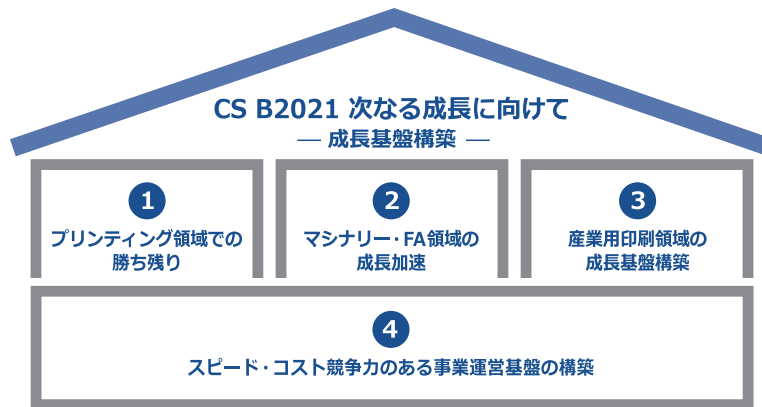 CS B2021 次なる成長に向けて
― 成長基盤構築 ―
1
プリンティング領域での
勝ち残り
2
マシナリー・FA領域の
成長加速
3
産業用印刷領域の
成長基盤構築
4
スピード・コスト競争力のある事業運営基盤の構築